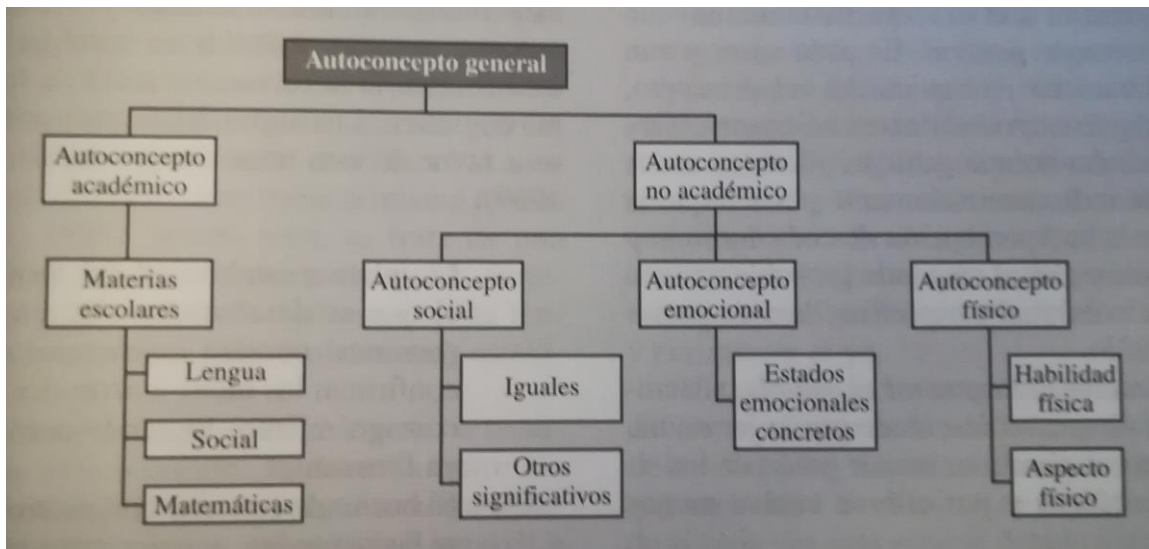 Autoconcepto general
Autoconcepto
académico
Autoconcepto
no académico
Materias
escolares
Autoconcepto
social
Autoconcepto
emocional
Autoconcepto
físico
Lengua
Social
Matemáticas
Iguales
Otros
significativos
Estados
emocionales
concretos
Habilidad
física
Aspecto
físico